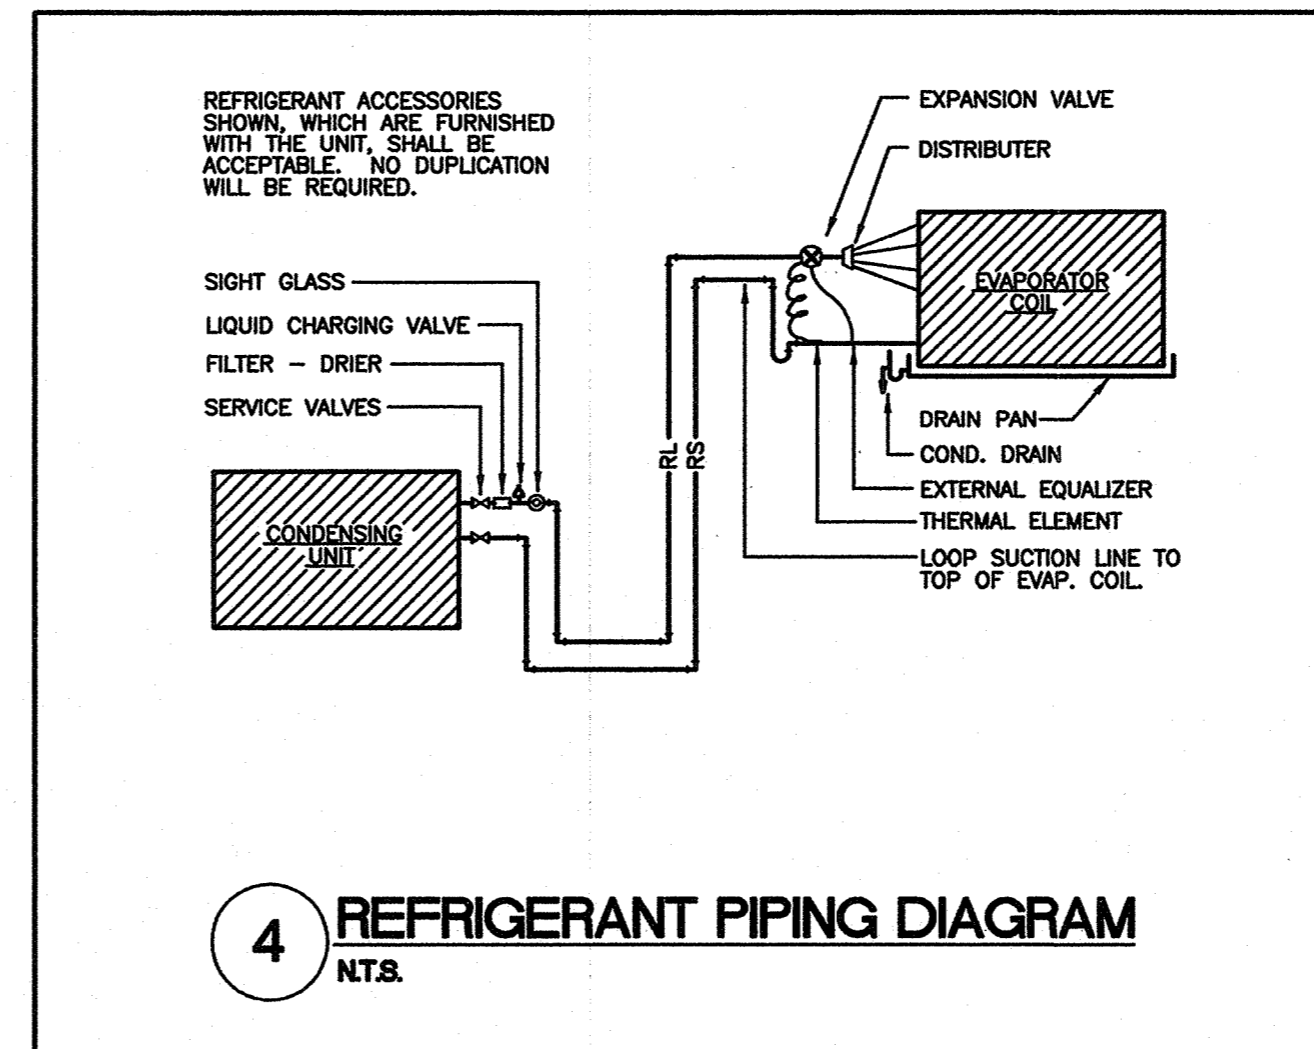 REFRIGERANT ACCESSORIES
SHOWN, WHICH ARE FURNISHED
WITH THE UNIT, SHALL BE
ACCEPTABLE. NO DUPLICATION
WILL BE REQUIRED.
EXPANSION VALVE
DISTRIBUTER
SIGHT GLASS
LIQUID CHARGING VALVE
FILTER - DRIER
SERVICE VALVES
EVAPORATOR
COIL
RL
RS
DRAIN PAN
COND. DRAIN
EXTERNAL EQUALIZER
THERMAL ELEMENT
LOOP SUCTION LINE TO
TOP OF EVAP. COIL.
CONDENSING
UNIT
4
REFRIGERANT PIPING DIAGRAM
N.T.S.